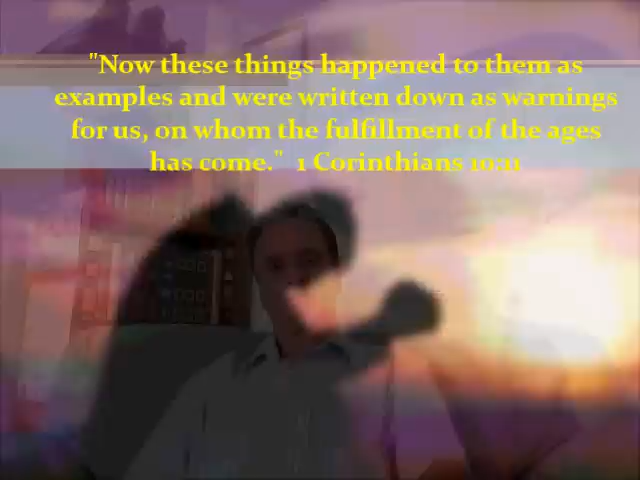 "Now these things happened to them as
examples and were written down as warnings
for us, on whom the fulfillment of the ages
has come." 1 Corinthians 10:11